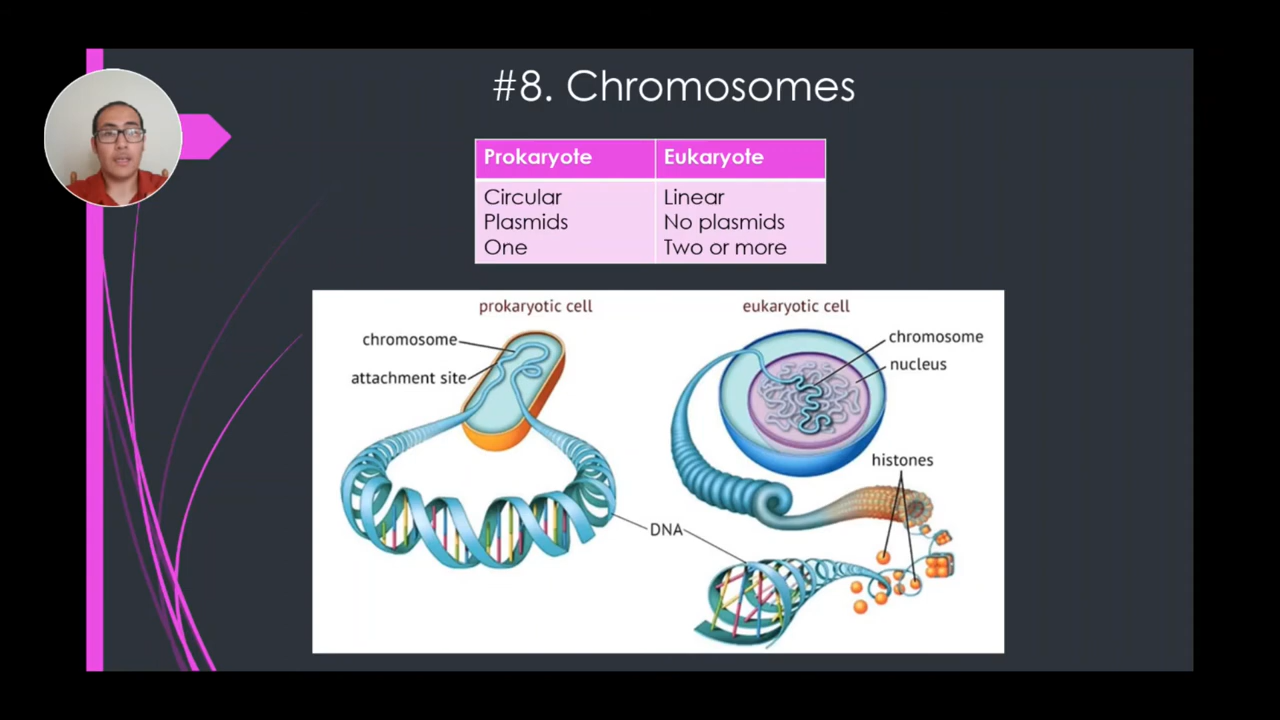 #8. Chromosomes
Prokaryote Eukaryote
Circular Linear
Plasmids No plasmids
One Two or more
prokaryotic cell eukaryotic cell
chromosome chromosome
attachment site nucleus
histones
DNA